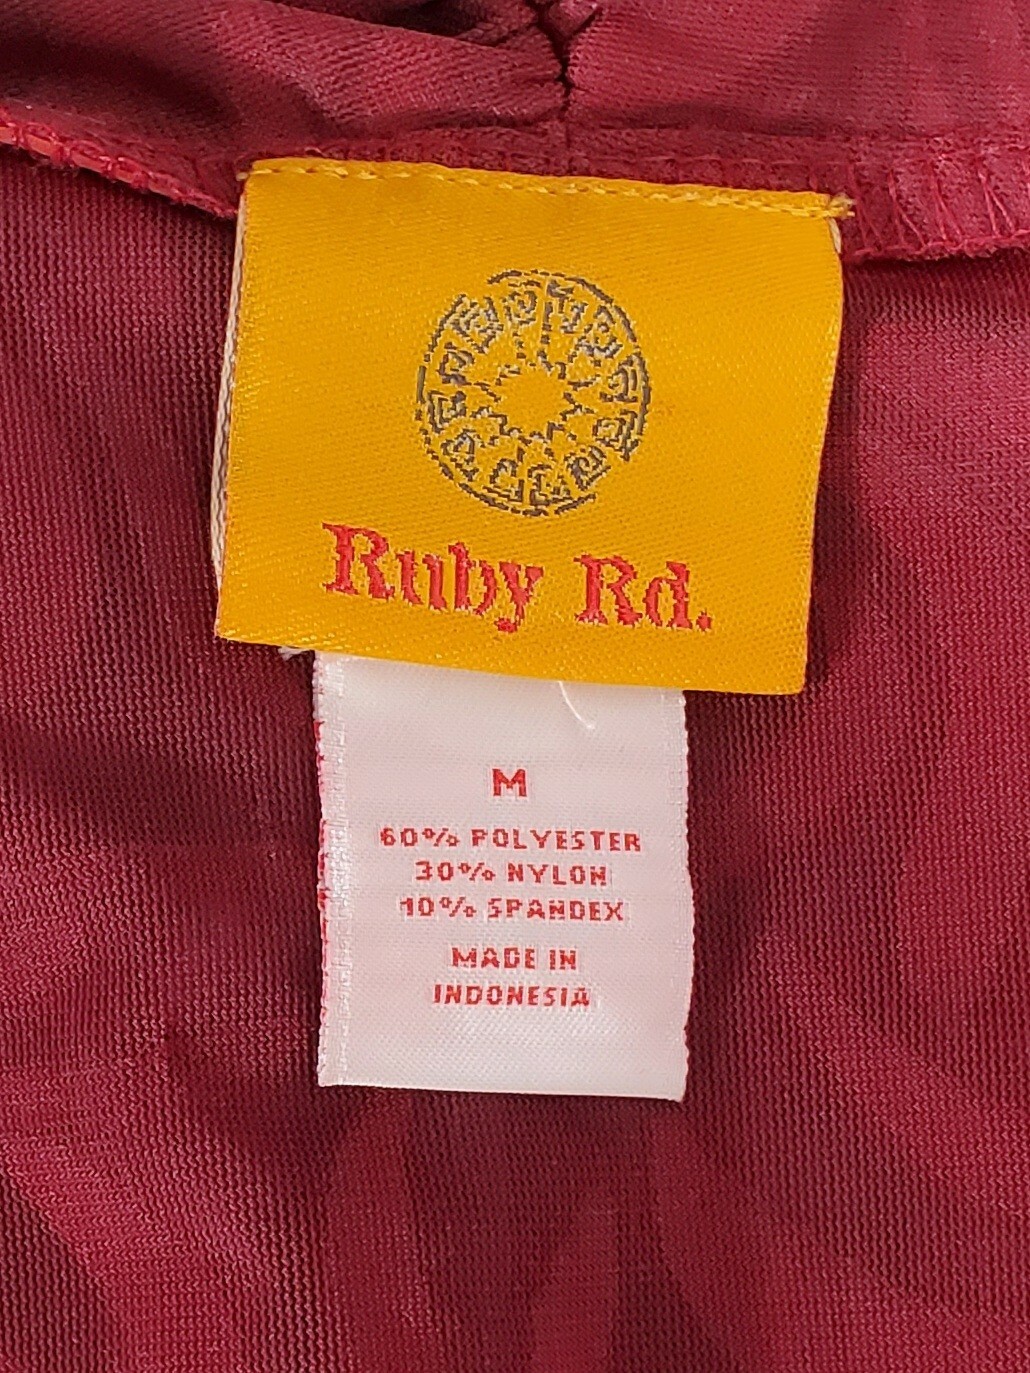 Ruby Rd.
M
60% POLYESTER
30% NYLON
10% SPANDEX
MADE IN
INDONESIA